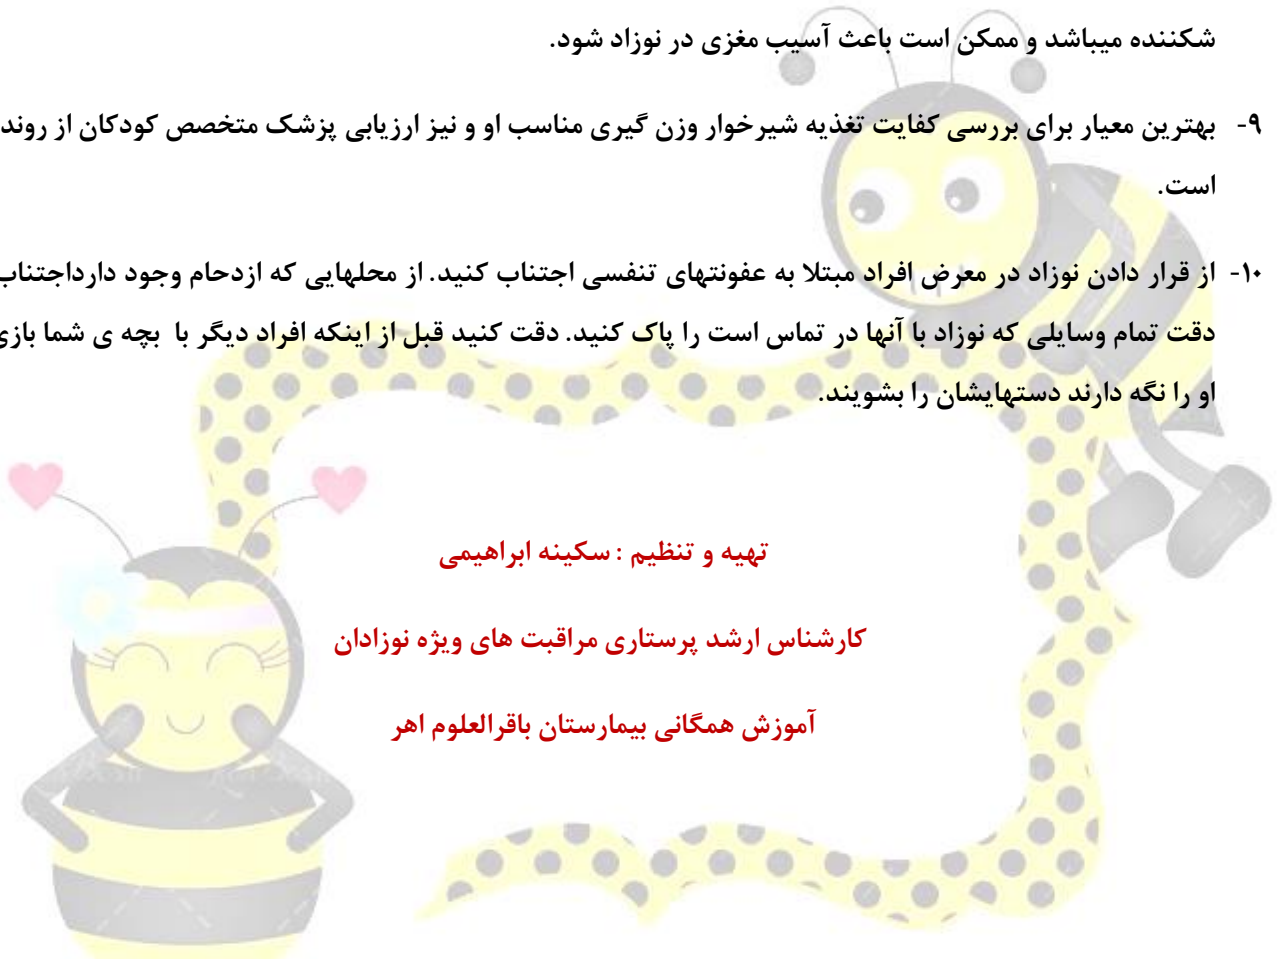 شکننده میباشد و ممکن است باعث آسیب مغزی در نوزاد شود.
۹- بهترین معیار برای بررسی کفایت تغذیه شیرخوار وزن گیری مناسب او و نیز ارزیابی پزشک متخصص کودکان از روند
است.
۱۰- از قرار دادن نوزاد در معرض افراد مبتلا به عفونتهای تنفسی اجتناب کنید. از محلهایی که ازدحام وجود دارداجتناب
دقت تمام وسایلی که نوزاد با آنها در تماس است را پاک کنید. دقت کنید قبل از اینکه افراد دیگر با بچه ی شما بازی
او را نگه دارند دستهایشان را بشویند.
تهیه و تنظیم : سکینه ابراهیمی
کارشناس ارشد پرستاری مراقبت های ویژه نوزادان
آموزش همگانی بیمارستان باقرالعلوم اهر